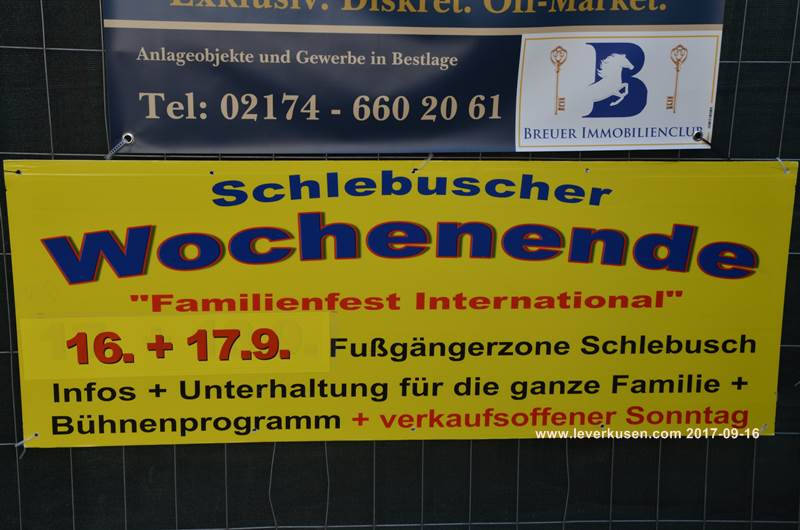 Exklusiv. Diskret. Off-Market.
Anlageobjekte und Gewerbe in Bestlage
Tel: 02174 - 660 20 61
B
BREUER IMMOBILIENCLUB
Schlebuscher
Wochenende
"Familienfest International"
16. + 17.9. Fußgängerzone Schlebusch
Infos + Unterhaltung für die ganze Familie +
Bühnenprogramm + verkaufsoffener Sonntag
www.leverkusen.com 2017-09-16